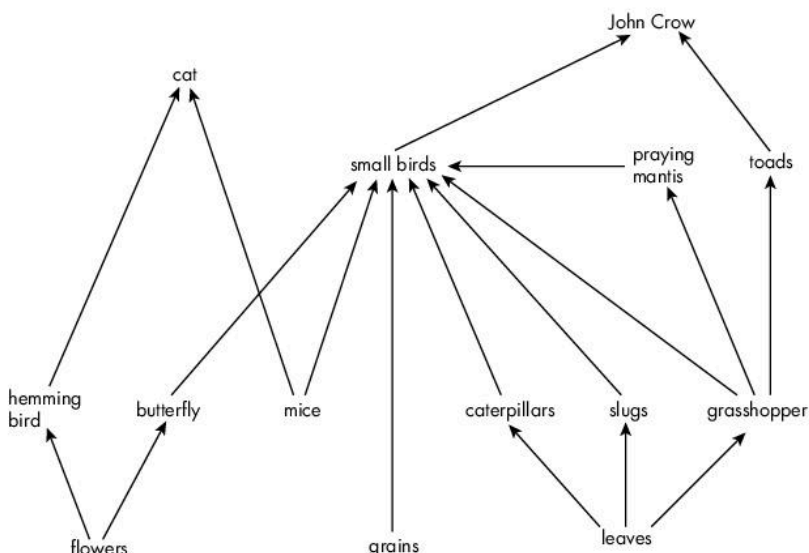 John Crow
cat
small birds
praying
mantis
toads
hemming
bird
butterfly
mice
caterpillars
slugs
grasshopper
flowers
grains
leaves